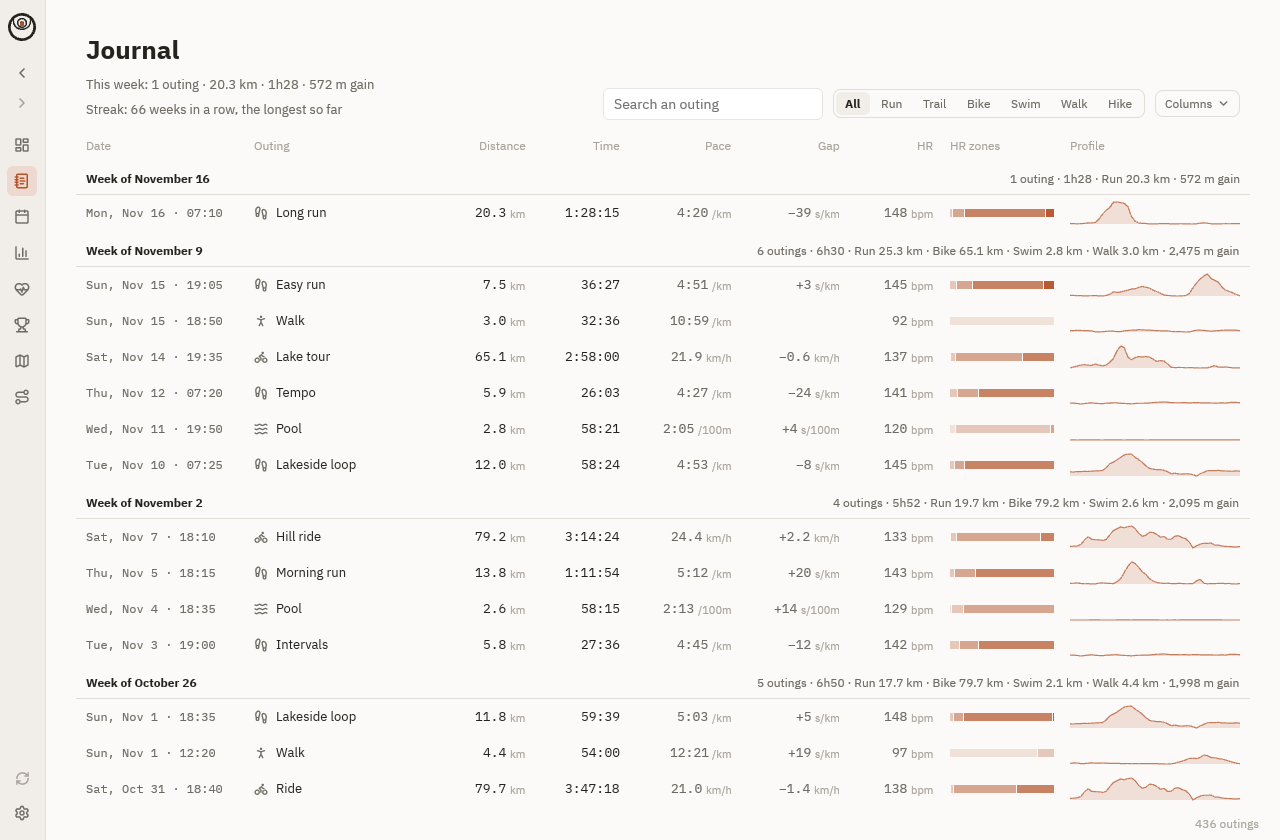 Journal
This week: 1 outing · 20.3 km · 1h28 · 572 m gain
Streak: 66 weeks in a row, the longest so far
Search an outing
All Run Trail Bike Swim Walk Hike
Columns
Date Outing Distance Time Pace Gap HR HR zones Profile
Week of November 16 1 outing · 1h28 · Run 20.3 km · 572 m gain
Mon, Nov 16 · 07:10 Long run 20.3 km 1:28:15 4:20 /km −39 s/km 148 bpm
Week of November 9 6 outings · 6h30 · Run 25.3 km · Bike 65.1 km · Swim 2.8 km · Walk 3.0 km · 2,475 m gain
Sun, Nov 15 · 19:05 Easy run 7.5 km 36:27 4:51 /km +3 s/km 145 bpm
Sun, Nov 15 · 18:50 Walk 3.0 km 32:36 10:59 /km 92 bpm
Sat, Nov 14 · 19:35 Lake tour 65.1 km 2:58:00 21.9 km/h −0.6 km/h 137 bpm
Thu, Nov 12 · 07:20 Tempo 5.9 km 26:03 4:27 /km −24 s/km 141 bpm
Wed, Nov 11 · 19:50 Pool 2.8 km 58:21 2:05 /100m +4 s/100m 120 bpm
Tue, Nov 10 · 07:25 Lakeside loop 12.0 km 58:24 4:53 /km −8 s/km 145 bpm
Week of November 2 4 outings · 5h52 · Run 19.7 km · Bike 79.2 km · Swim 2.6 km · 2,095 m gain
Sat, Nov 7 · 18:10 Hill ride 79.2 km 3:14:24 24.4 km/h +2.2 km/h 133 bpm
Thu, Nov 5 · 18:15 Morning run 13.8 km 1:11:54 5:12 /km +20 s/km 143 bpm
Wed, Nov 4 · 18:35 Pool 2.6 km 58:15 2:13 /100m +14 s/100m 129 bpm
Tue, Nov 3 · 19:00 Intervals 5.8 km 27:36 4:45 /km −12 s/km 142 bpm
Week of October 26 5 outings · 6h50 · Run 17.7 km · Bike 79.7 km · Swim 2.1 km · Walk 4.4 km · 1,998 m gain
Sun, Nov 1 · 18:35 Lakeside loop 11.8 km 59:39 5:03 /km +5 s/km 148 bpm
Sun, Nov 1 · 12:20 Walk 4.4 km 54:00 12:21 /km +19 s/km 97 bpm
Sat, Oct 31 · 18:40 Ride 79.7 km 3:47:18 21.0 km/h −1.4 km/h 138 bpm
436 outings